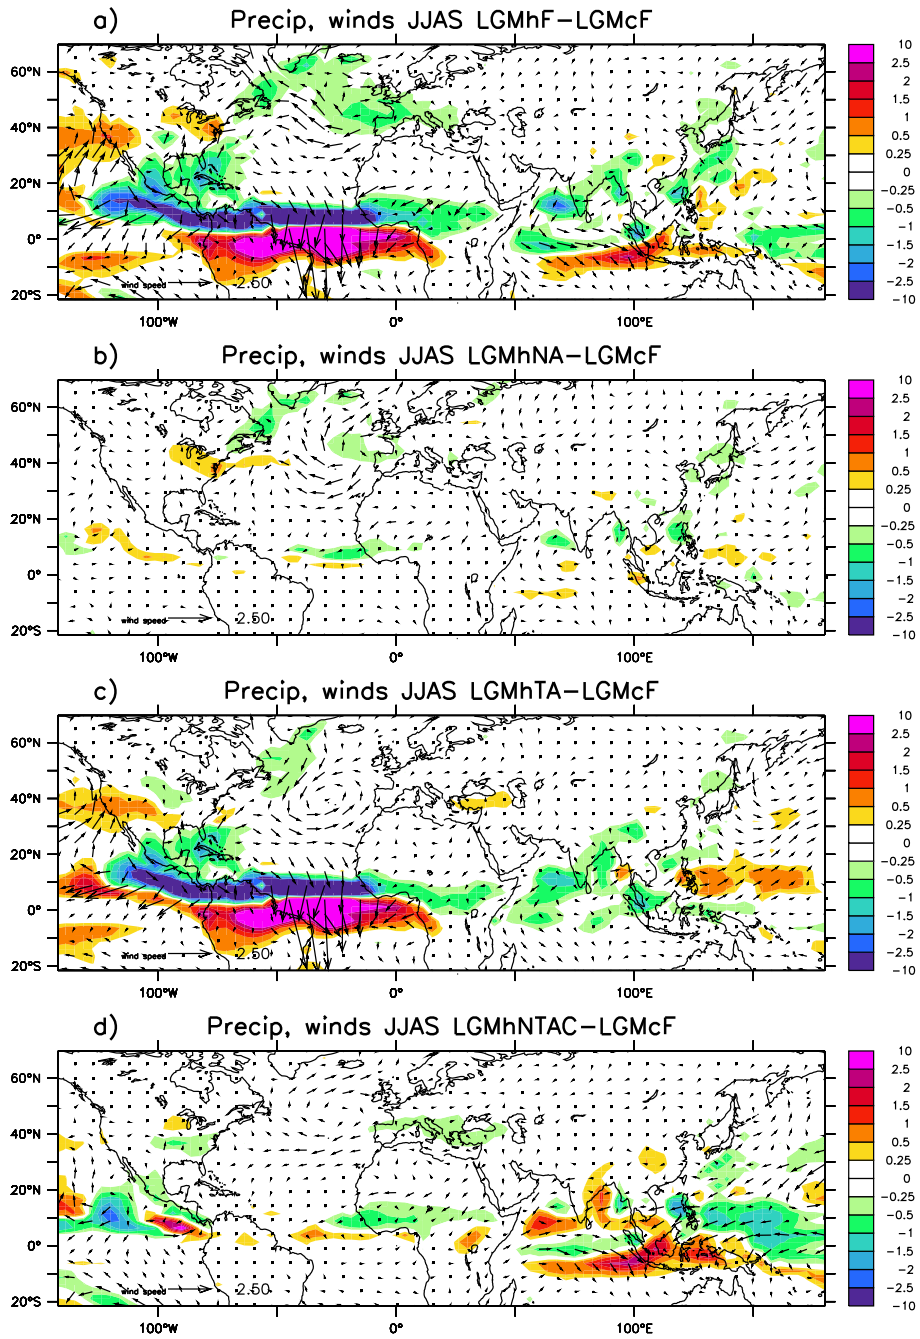 a) Precip, winds JJAS LGMhF−LGMcF
60°N
40°N
20°N
0°
20°S
100°W
0°
100°E
wind speed
2.50
10
2.5
2
1.5
1
0.5
0.25
0
−0.25
−0.5
−1
−1.5
−2
−2.5
−10
b) Precip, winds JJAS LGMhNA−LGMcF
60°N
40°N
20°N
0°
20°S
100°W
0°
100°E
wind speed
2.50
10
2.5
2
1.5
1
0.5
0.25
0
−0.25
−0.5
−1
−1.5
−2
−2.5
−10
c) Precip, winds JJAS LGMhTA−LGMcF
60°N
40°N
20°N
0°
20°S
100°W
0°
100°E
wind speed
2.50
10
2.5
2
1.5
1
0.5
0.25
0
−0.25
−0.5
−1
−1.5
−2
−2.5
−10
d) Precip, winds JJAS LGMhNTAC−LGMcF
60°N
40°N
20°N
0°
20°S
100°W
0°
100°E
wind speed
2.50
10
2.5
2
1.5
1
0.5
0.25
0
−0.25
−0.5
−1
−1.5
−2
−2.5
−10